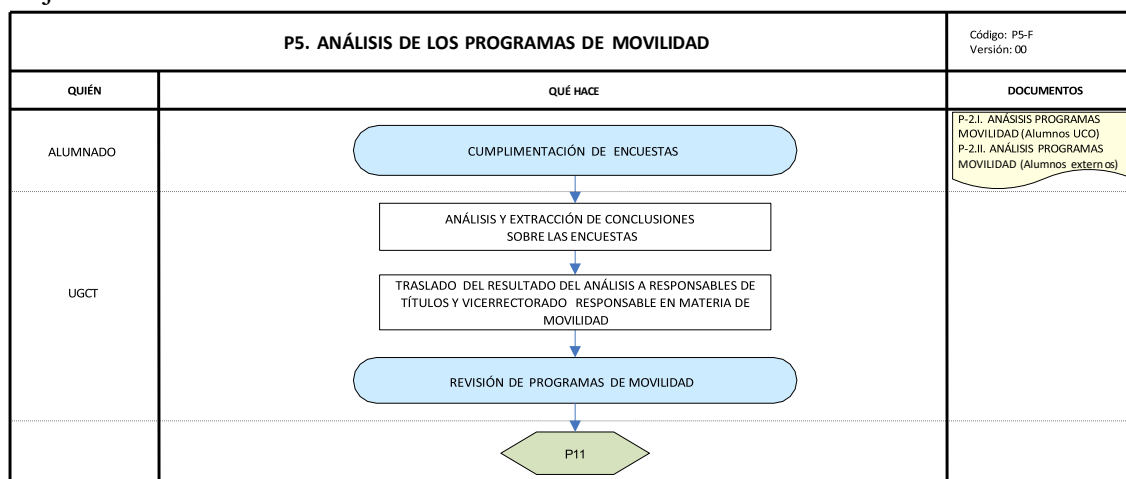 P5. ANÁLISIS DE LOS PROGRAMAS DE MOVILIDAD
Código: P5-F
Versión: 00
QUIÉN
QUÉ HACE
DOCUMENTOS
ALUMNADO
CUMPLIMENTACIÓN DE ENCUESTAS
P-2.I. ANÁSISIS PROGRAMAS
MOVILIDAD (Alumnos UCO)
P-2.II. ANÁLISIS PROGRAMAS
MOVILIDAD (Alumnos externos)
UGCT
ANÁLISIS Y EXTRACCIÓN DE CONCLUSIONES
SOBRE LAS ENCUESTAS
TRASLADO DEL RESULTADO DEL ANÁLISIS A RESPONSABLES DE
TÍTULOS Y VICERRECTORADO RESPONSABLE EN MATERIA DE
MOVILIDAD
REVISIÓN DE PROGRAMAS DE MOVILIDAD
P11